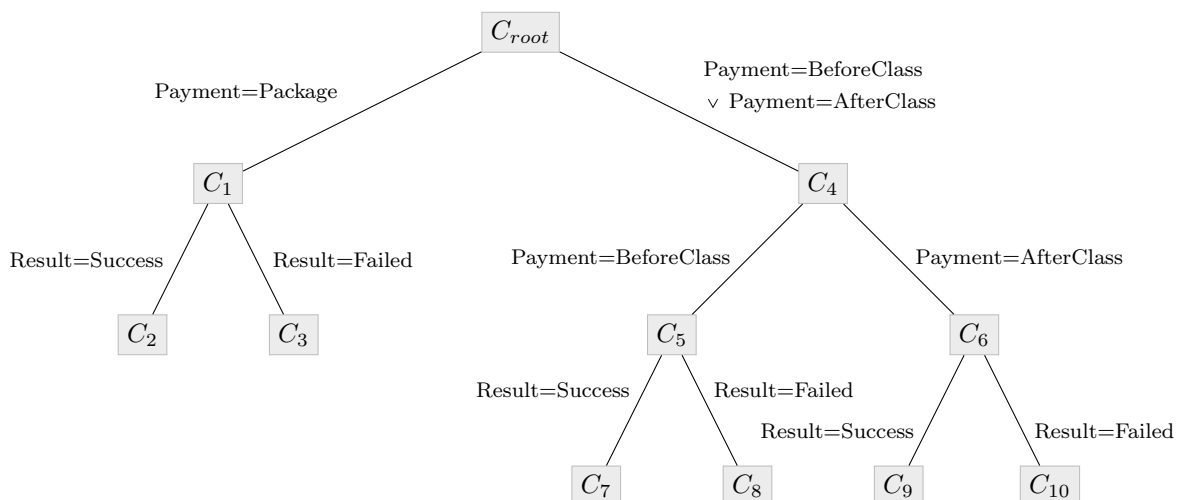 C_root
Payment=Package
Payment=BeforeClass
∨ Payment=AfterClass
C_1
C_4
Result=Success
Result=Failed
Payment=BeforeClass
Payment=AfterClass
C_2
C_3
C_5
C_6
Result=Success
Result=Failed
Result=Success
Result=Failed
C_7
C_8
C_9
C_10